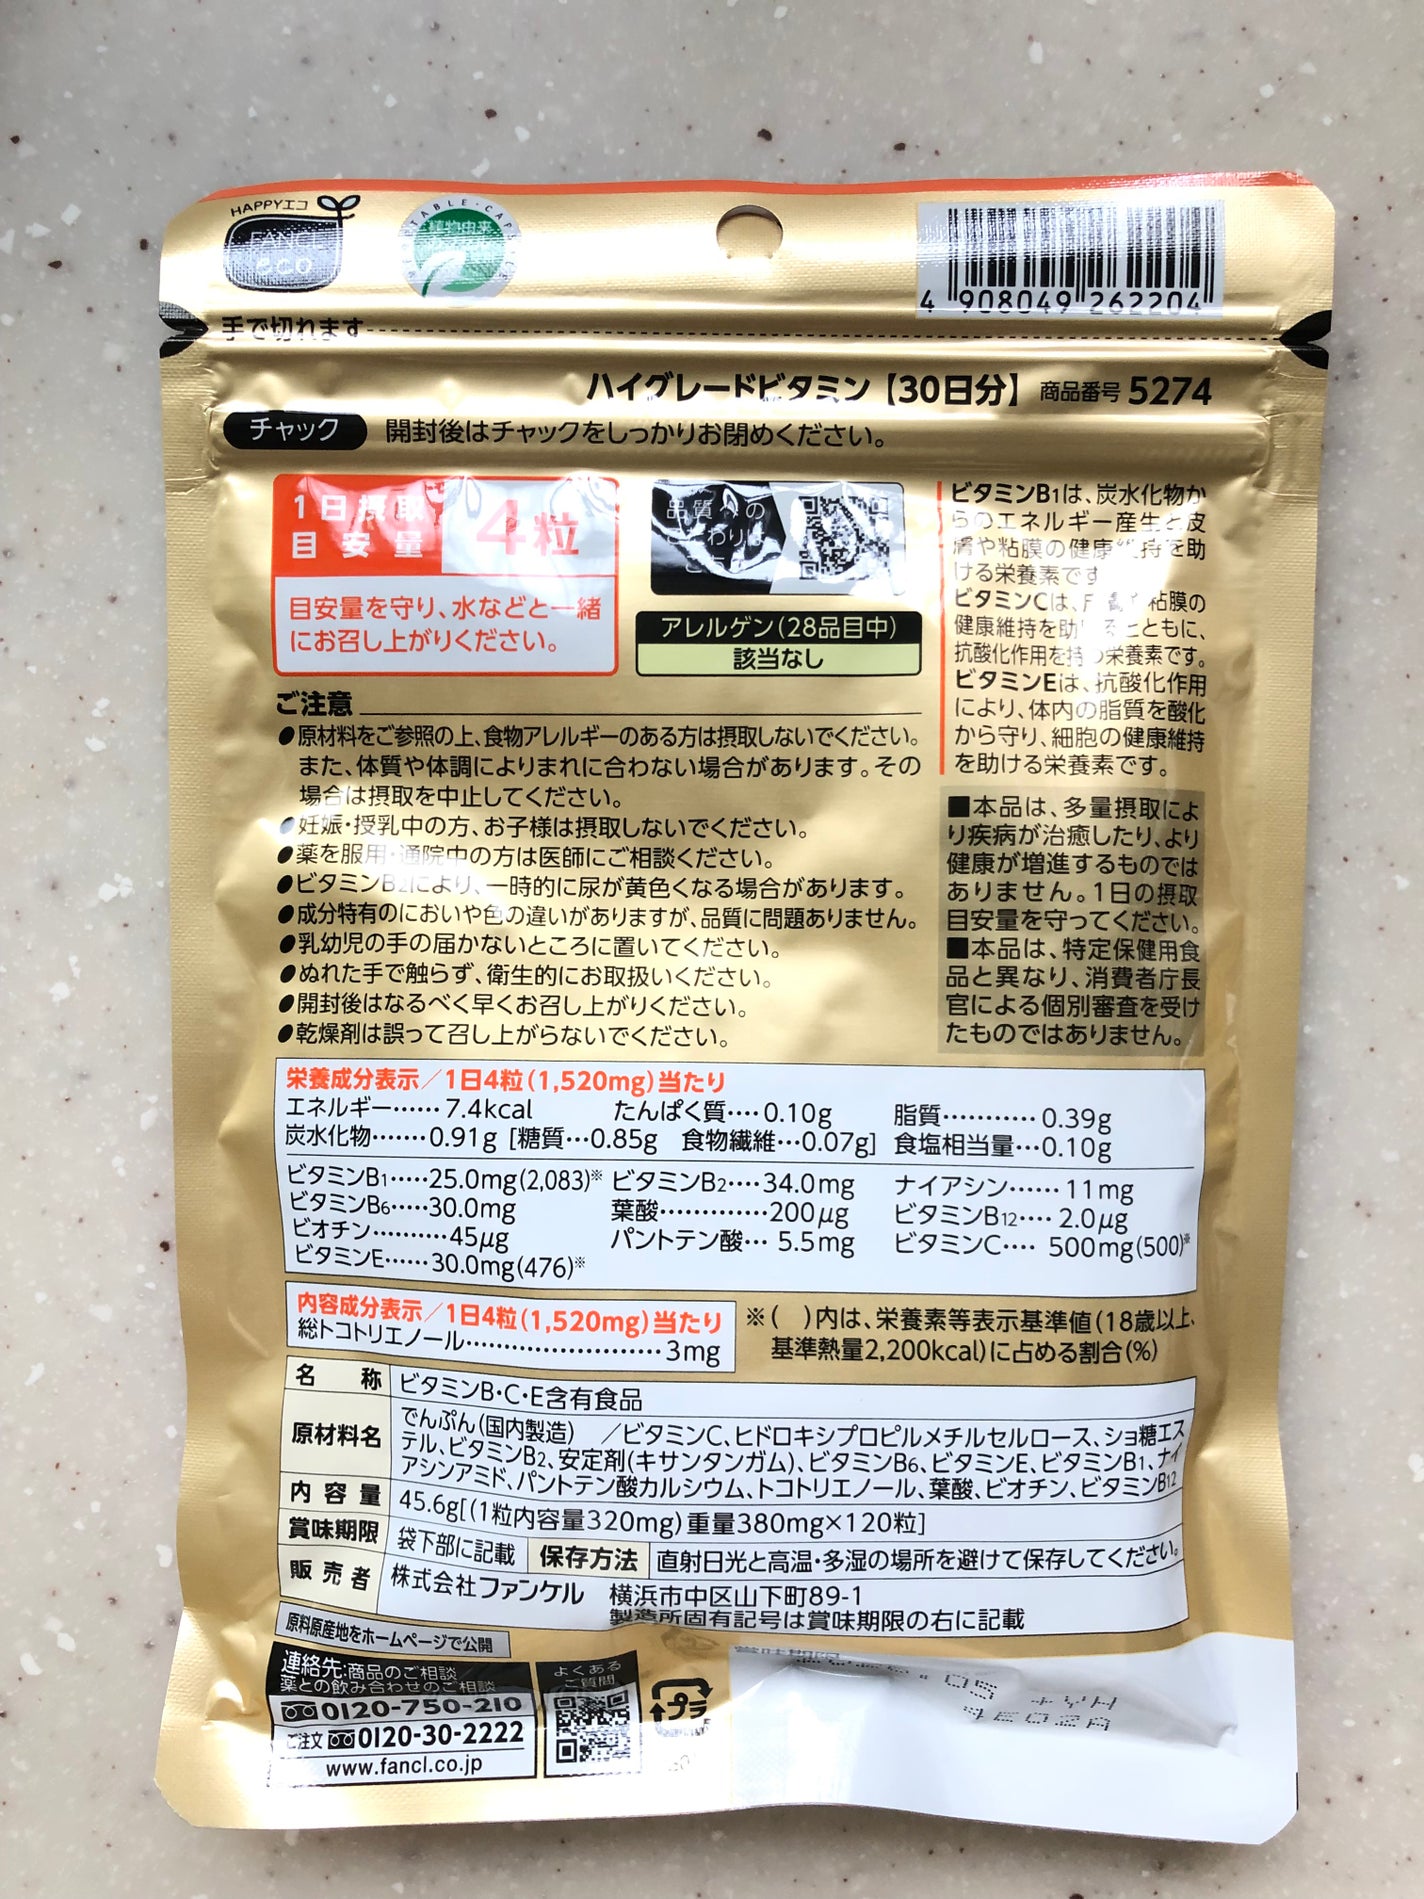 HAPPYエコ
FANCL
eco
植物由来
4 908049 262204
手で切れます
ハイグレードビタミン【30日分】 商品番号 5274
チャック 開封後はチャックをしっかりお閉めください。
1日摂取
目安量
4粒
目安量を守り、水などと一緒
にお召し上がりください。
品質への
アレルゲン(28品目中)
該当なし
ビタミンB1は、炭水化物か
らのエネルギー産生と皮
膚や粘膜の健康維持を助
ける栄養素です
ビタミンCは、 粘膜の
健康維持を助 るとともに、
抗酸化作用を持つ栄養素です。
ビタミンEは、抗酸化作用
により、体内の脂質を酸化
から守り、細胞の健康維持
を助ける栄養素です。
■本品は、多量摂取によ
り疾病が治癒したり、より
健康が増進するものでは
ありません。1日の摂取
目安量を守ってください。
■本品は、特定保健用食
品と異なり、消費者庁長
官による個別審査を受け
たものではありません。
ご注意
●原材料をご参照の上、食物アレルギーのある方は摂取しないでください。
また、体質や体調によりまれに合わない場合があります。その
場合は摂取を中止してください。
●妊娠・授乳中の方、お子様は摂取しないでください。
●薬を服用・通院中の方は医師にご相談ください。
●ビタミンB2により、一時的に尿が黄色くなる場合があります。
●成分特有のにおいや色の違いがありますが、品質に問題ありません。
●乳幼児の手の届かないところに置いてください。
●ぬれた手で触らず、衛生的にお取扱いください。
●開封後はなるべく早くお召し上がりください。
●乾燥剤は誤って召し上がらないでください。
栄養成分表示/1日4粒(1,520mg)当たり
エネルギー……7.4kcal たんぱく質…‥0.10g 脂質…………0.39g
炭水化物……‥0.91g [糖質…0.85g 食物繊維…0.07g] 食塩相当量…0.10g
ビタミンB1…‥25.0mg(2,083)※ ビタミンB2…‥34.0mg ナイアシン……11mg
ビタミンB6…‥30.0mg 葉酸…………‥200μg ビタミンB12…‥2.0μg
ビオチン…………45μg パントテン酸…5.5mg ビタミンC…‥500mg(500)※
ビタミンE……30.0mg(476)※
内容成分表示/1日4粒(1,520mg)当たり
総トコトリエノール……………………3mg
※( )内は、栄養素等表示基準値(18歳以上、
基準熱量2,200kcal)に占める割合(%)
名称 ビタミンB・C・E含有食品
原材料名 でんぷん(国内製造) /ビタミンC、ヒドロキシプロピルメチルセルロース、ショ糖エス
テル、ビタミンB2、安定剤(キサンタンガム)、ビタミンB6、ビタミンE、ビタミンB1、ナイ
アシンアミド、パントテン酸カルシウム、トコトリエノール、葉酸、ビオチン、ビタミンB12
内容量 45.6g[(1粒内容量320mg)重量380mg×120粒]
賞味期限 袋下部に記載 保存方法 直射日光と高温・多湿の場所を避けて保存してください。
販売者 株式会社ファンケル 横浜市中区山下町89-1
製造所固有記号は賞味期限の右に記載
原料原産地をホームページで公開
連絡先:商品のご相談
薬との飲み合わせのご相談
0120-750-210
ご注文 0120-30-2222
www.fancl.co.jp
よくある
ご質問
プラ
賞味期限
.05 +VH